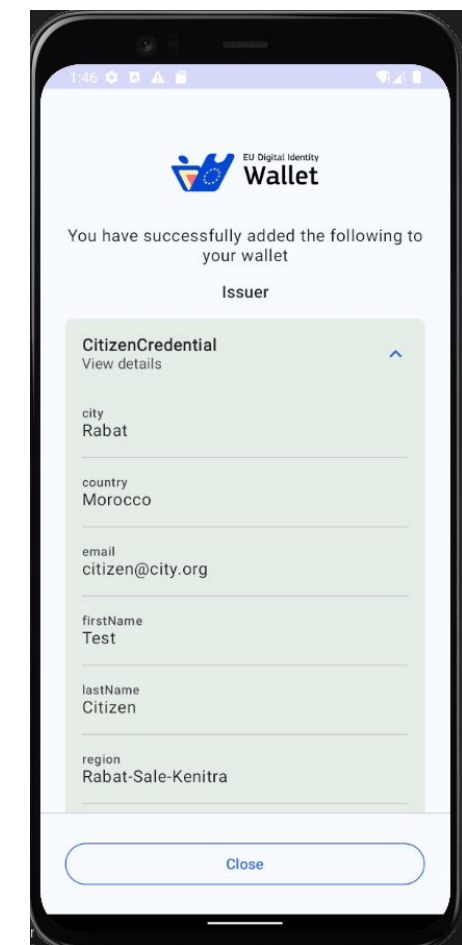 1:46
EU Digital Identity
Wallet
You have successfully added the following to
your wallet
Issuer
CitizenCredential
View details
city
Rabat
country
Morocco
email
citizen@city.org
firstName
Test
lastName
Citizen
region
Rabat-Sale-Kenitra
Close